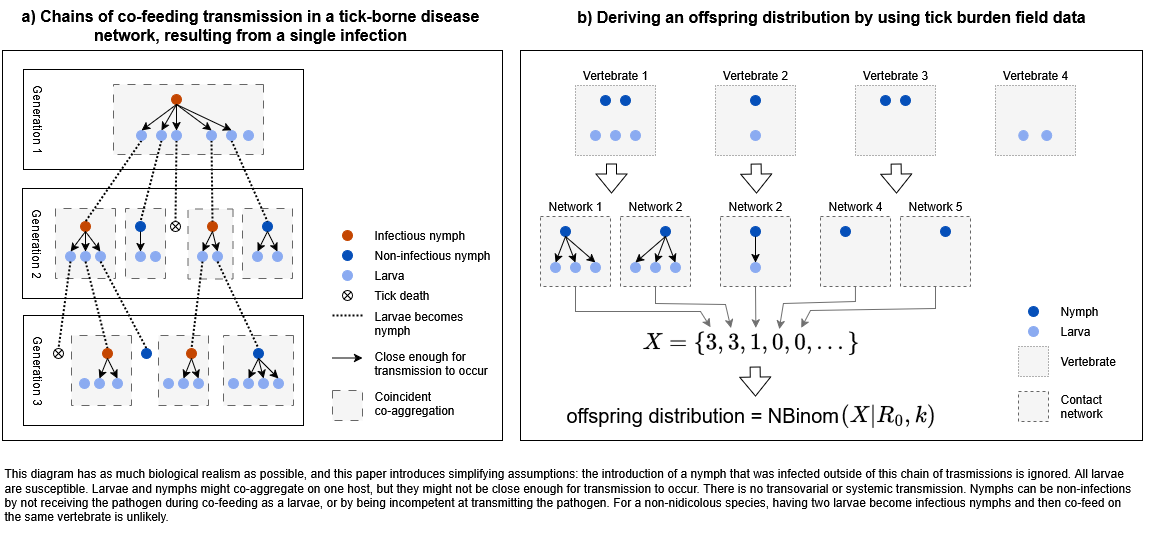 a) Chains of co-feeding transmission in a tick-borne disease
network, resulting from a single infection
Generation 1
Generation 2
Generation 3
Infectious nymph
Non-infectious nymph
Larva
Tick death
Larvae becomes
nymph
Close enough for
transmission to occur
Coincident
co-aggregation
b) Deriving an offspring distribution by using tick burden field data
Vertebrate 1
Vertebrate 2
Vertebrate 3
Vertebrate 4
Network 1
Network 2
Network 2
Network 4
Network 5
X = {3, 3, 1, 0, 0, . . . }
offspring distribution = NBinom(X|R₀, k)
Nymph
Larva
Vertebrate
Contact
network
This diagram has as much biological realism as possible, and this paper introduces simplifying assumptions: the introduction of a nymph that was infected outside of this chain of trasmissions is ignored. All larvae
are susceptible. Larvae and nymphs might co-aggregate on one host, but they might not be close enough for transmission to occur. There is no transovarial or systemic transmission. Nymphs can be non-infections
by not receiving the pathogen during co-feeding as a larva, or by being incompetent at transmitting the pathogen. For a non-nidicolous species, having two larvae become infectious nymphs and then co-feed on
the same vertebrate is unlikely.